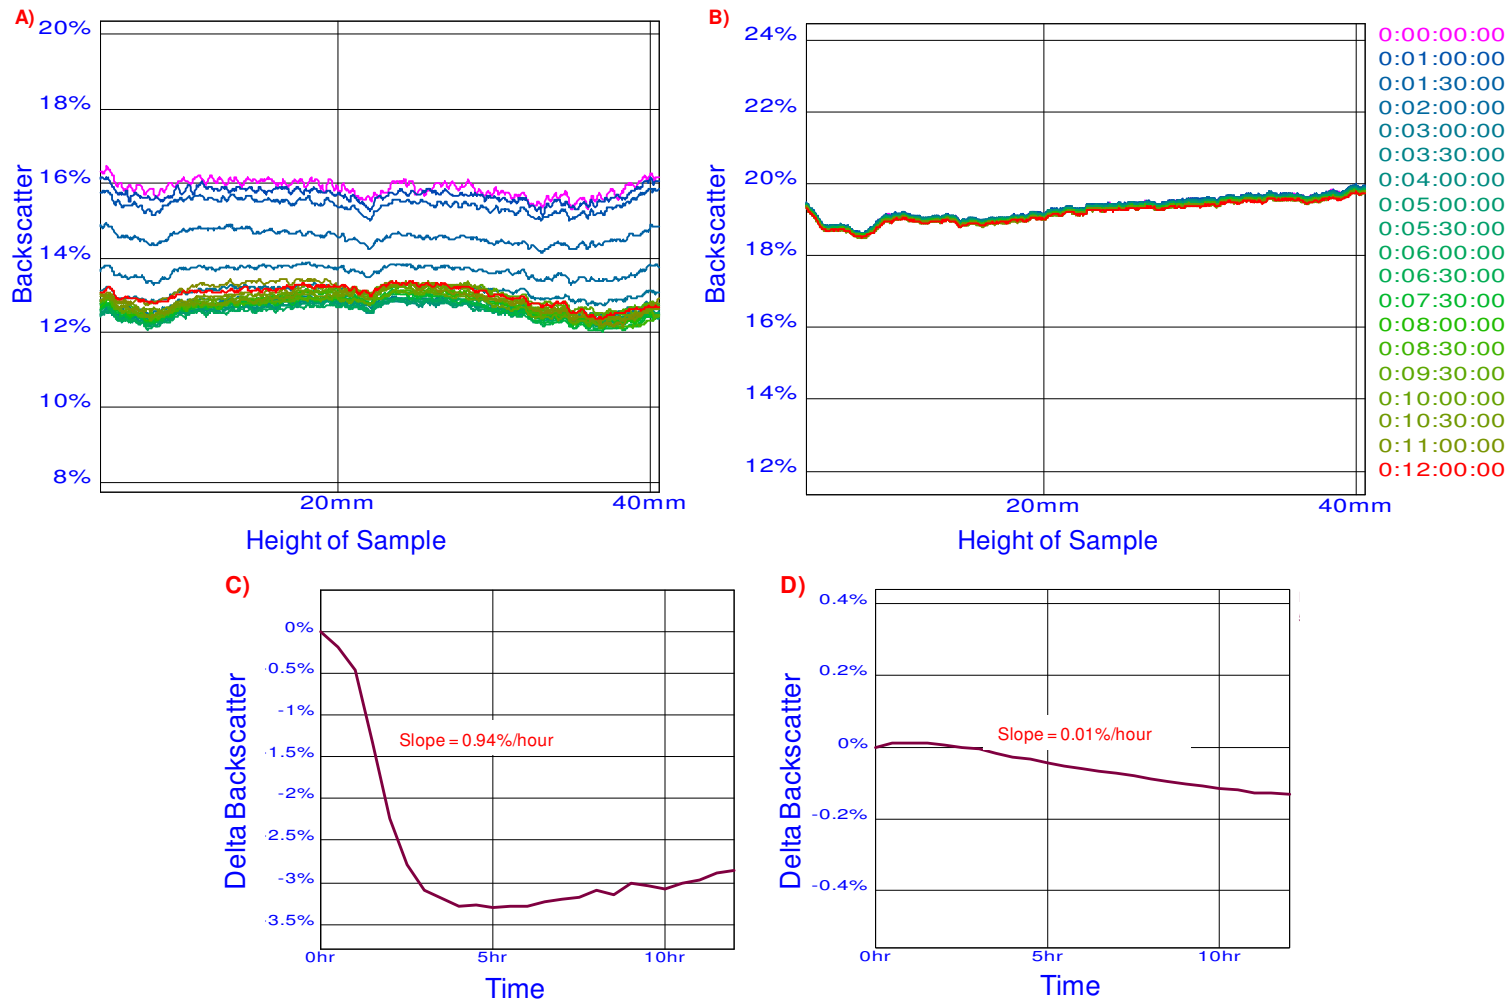 A)
20%
18%
16%
14%
12%
10%
8%
Backscatter
20mm
40mm
Height of Sample
B)
24%
22%
20%
18%
16%
14%
12%
Backscatter
20mm
40mm
Height of Sample
0:00:00:00
0:01:00:00
0:01:30:00
0:02:00:00
0:03:00:00
0:03:30:00
0:04:00:00
0:05:00:00
0:05:30:00
0:06:00:00
0:06:30:00
0:07:30:00
0:08:00:00
0:08:30:00
0:09:30:00
0:10:00:00
0:10:30:00
0:11:00:00
0:12:00:00
C)
0%
-0.5%
-1%
-1.5%
-2%
-2.5%
-3%
-3.5%
Delta Backscatter
Slope = 0.94%/hour
0hr
5hr
10hr
Time
D)
0.4%
0.2%
0%
-0.2%
-0.4%
Delta Backscatter
Slope = 0.01%/hour
0hr
5hr
10hr
Time